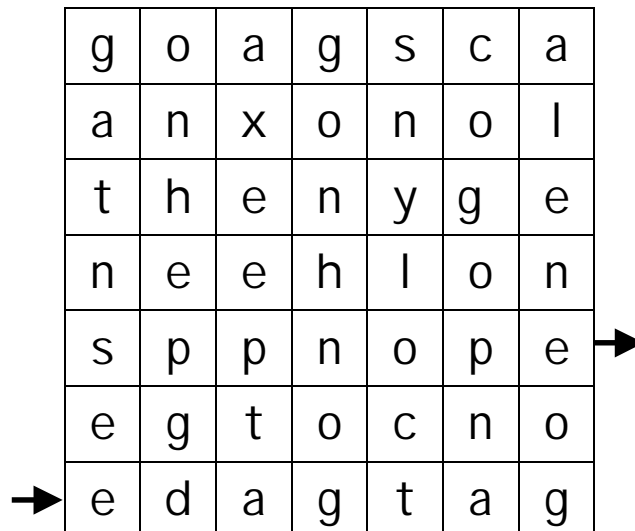 g o a g s c a
a n x o n o l
t h e n y g e
n e e h l o n
s p p n o p e
e g t o c n o
e d a g t a g